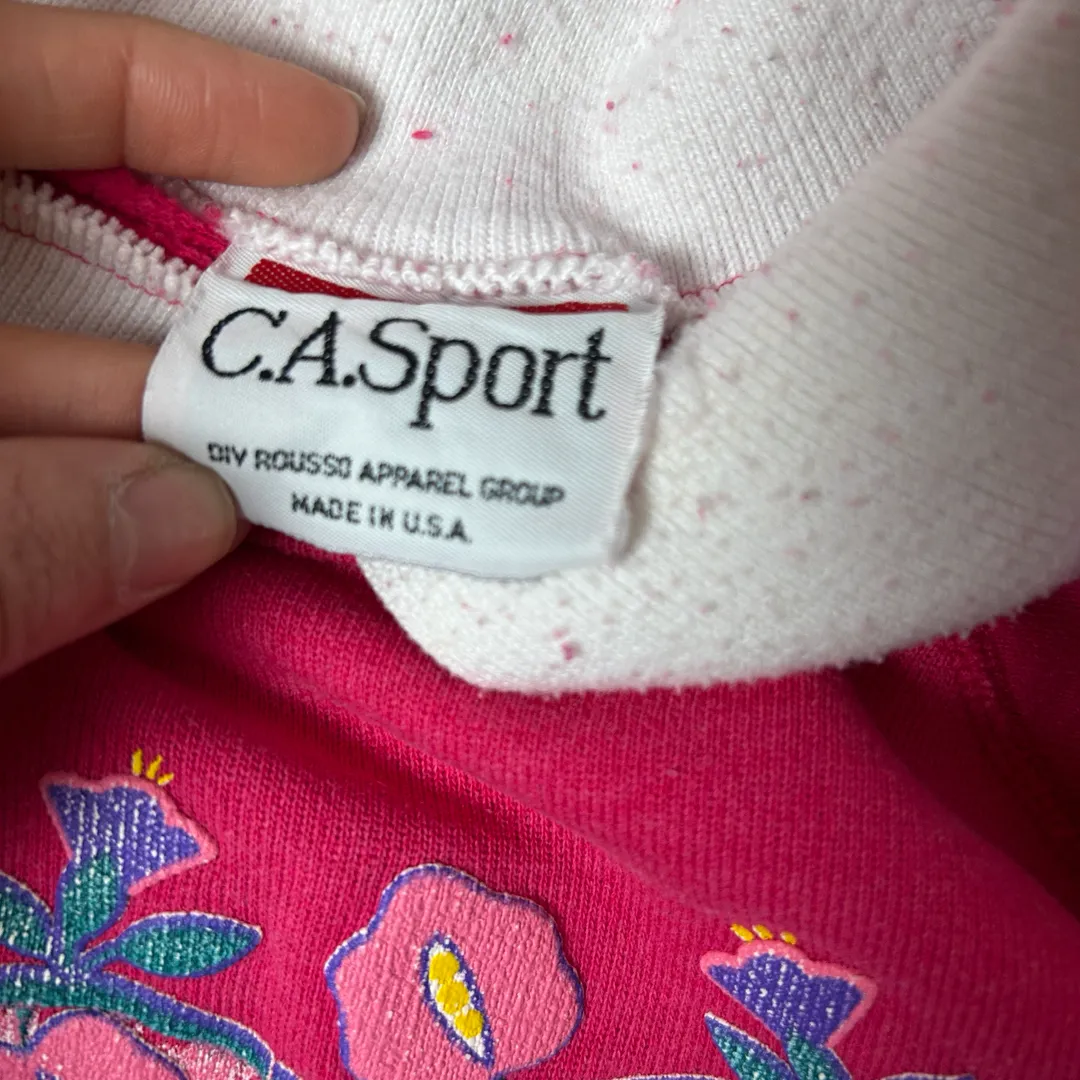 C.A.Sport
DIV ROUSSO APPAREL GROUP
MADE IN U.S.A.